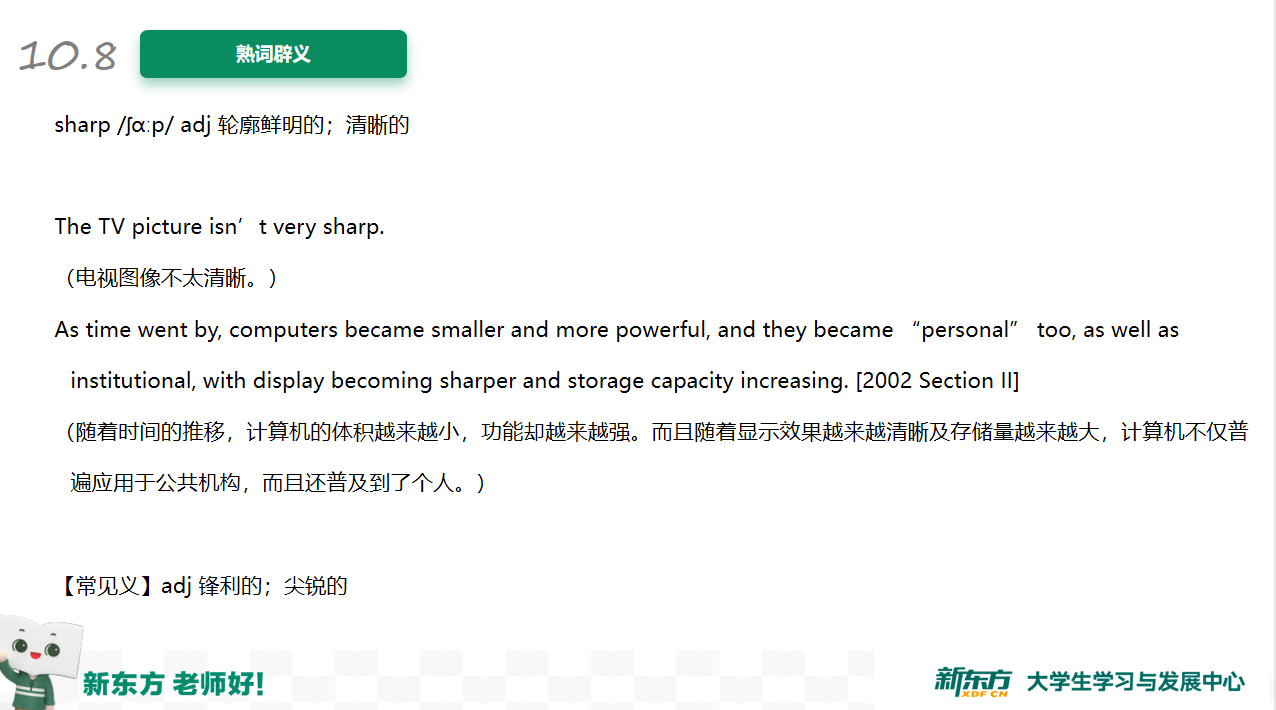 10.8
熟词辟义
sharp /ʃɑːp/ adj 轮廓鲜明的；清晰的
The TV picture isn’t very sharp.
（电视图像不太清晰。）
As time went by, computers became smaller and more powerful, and they became “personal” too, as well as
institutional, with display becoming sharper and storage capacity increasing. [2002 Section II]
（随着时间的推移，计算机的体积越来越小，功能却越来越强。而且随着显示效果越来越清晰及存储量越来越大，计算机不仅普
遍应用于公共机构，而且还普及到了个人。）
【常见义】adj 锋利的；尖锐的
新东方 老师好！
新东方 XDF.CN 大学生学习与发展中心